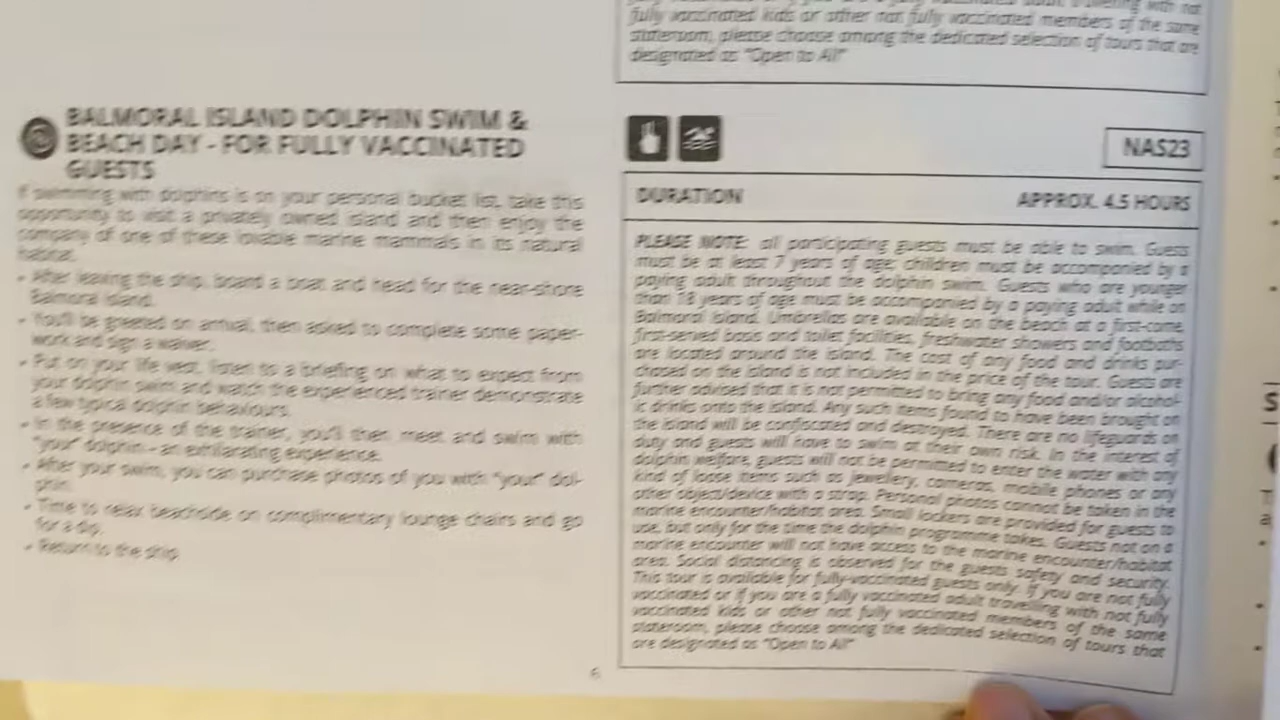 fully vaccinated kids or other not fully vaccinated members of the same
stateroom, please choose among the dedicated selection of tours that are
designated as "Open to All"
BALMORAL ISLAND DOLPHIN SWIM &
BEACH DAY - FOR FULLY VACCINATED
GUESTS
If swimming with dolphins is on your personal bucket list, take this
opportunity to visit a privately owned island and then enjoy the
company of one of these lovable marine mammals in its natural
habitat.
• After leaving the ship, board a boat and head for the near-shore
Balmoral Island.
• You'll be greeted on arrival, then asked to complete some paper-
work and sign a waiver.
• Put on your life vest, listen to a briefing on what to expect from
your dolphin swim and watch the experienced trainer demonstrate
a few typical dolphin behaviours.
• In the presence of the trainer, you'll then meet and swim with
"your" dolphin – an exhilarating experience.
• After your swim, you can purchase photos of you with "your" dol-
phin.
• Time to relax beachside on complimentary lounge chairs and go
for a dip.
• Return to the ship
NAS23
DURATION APPROX. 4.5 HOURS
PLEASE NOTE: all participating guests must be able to swim. Guests
must be at least 7 years of age; children must be accompanied by a
paying adult throughout the dolphin swim. Guests who are younger
than 18 years of age must be accompanied by a paying adult while on
Balmoral Island. Umbrellas are available on the beach at a first-come,
first-served basis and toilet facilities, freshwater showers and footbaths
are located around the island. The cost of any food and drinks pur-
chased on the island is not included in the price of the tour. Guests are
further advised that it is not permitted to bring any food and/or alcohol-
ic drinks onto the island. Any such items found to have been brought on
the island will be confiscated and destroyed. There are no lifeguards on
duty and guests will have to swim at their own risk. In the interest of
dolphin welfare, guests will not be permitted to enter the water with any
kind of loose items such as jewellery, cameras, mobile phones or any
other object/device with a strap. Personal photos cannot be taken in the
marine encounter/habitat area. Small lockers are provided for guests to
use, but only for the time the dolphin programme takes. Guests not on a
marine encounter will not have access to the marine encounter/habitat
area. Social distancing is observed for the guests safety and security.
This tour is available for fully-vaccinated guests only. If you are not fully
vaccinated or if you are a fully vaccinated adult travelling with not fully
vaccinated kids or other not fully vaccinated members of the same
stateroom, please choose among the dedicated selection of tours that
are designated as "Open to All"
6